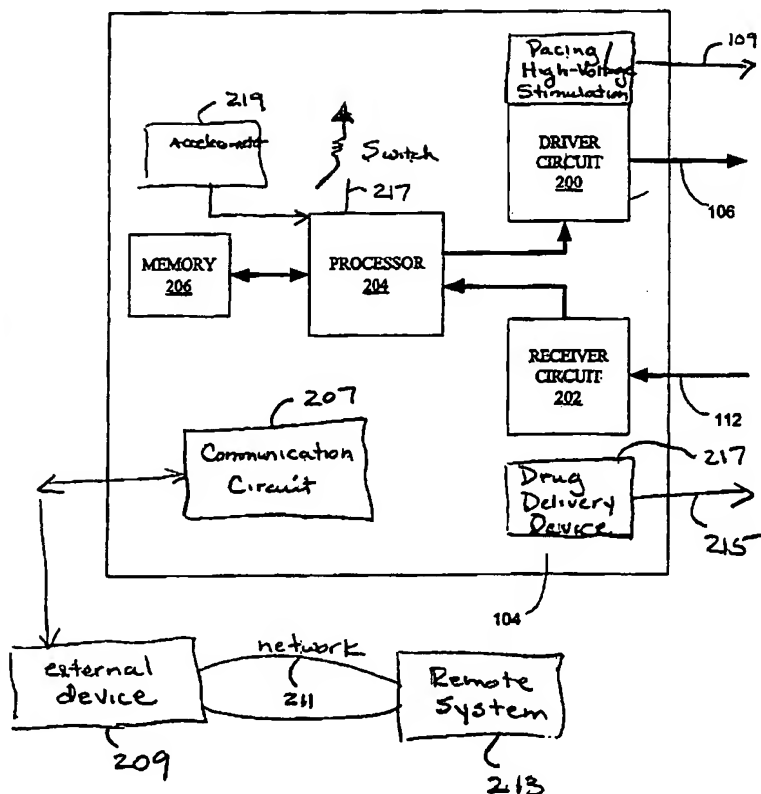 Pacing/
High-Voltage
Stimulation
109
219
Accelerometer
Switch
217
DRIVER
CIRCUIT
200
106
MEMORY
206
PROCESSOR
204
RECEIVER
CIRCUIT
202
112
207
Communication
Circuit
217
Drug
Delivery
Device
215
104
external
device
209
network
211
Remote
System
213